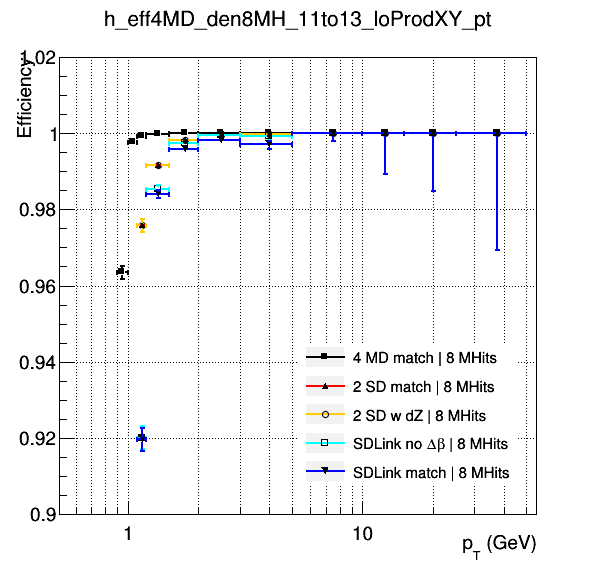 h_eff4MD_den8MH_11to13_loProdXY_pt
Efficiency
1.02
1
0.98
0.96
0.94
0.92
0.9
4 MD match | 8 MHits
2 SD match | 8 MHits
2 SD w dZ | 8 MHits
SDLink no Δβ | 8 MHits
SDLink match | 8 MHits
1
10
p_T (GeV)